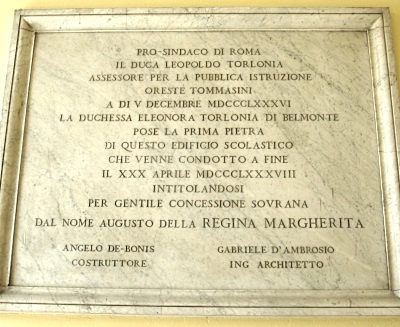 PRO-SINDACO DI ROMA
IL DUCA LEOPOLDO TORLONIA
ASSESSORE PER LA PUBBLICA ISTRUZIONE
ORESTE TOMMASINI
A DI V DECEMBRE MDCCCLXXXVI
LA DUCHESSA ELEONORA TORLONIA DI BELMONTE
POSE LA PRIMA PIETRA
DI QUESTO EDIFICIO SCOLASTICO
CHE VENNE CONDOTTO A FINE
IL XXX APRILE MDCCCLXXXVIII
INTITOLANDOSI
PER GENTILE CONCESSIONE SOVRANA
DAL NOME AUGUSTO DELLA REGINA MARGHERITA
ANGELO DE-BONIS GABRIELE D'AMBROSIO
COSTRUTTORE ING ARCHITETTO